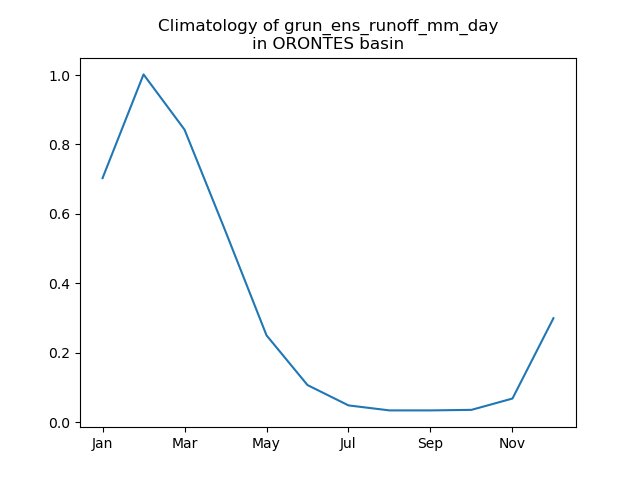 Climatology of grun_ens_runoff_mm_day
in ORONTES basin
1.0
0.8
0.6
0.4
0.2
0.0
Jan
Mar
May
Jul
Sep
Nov